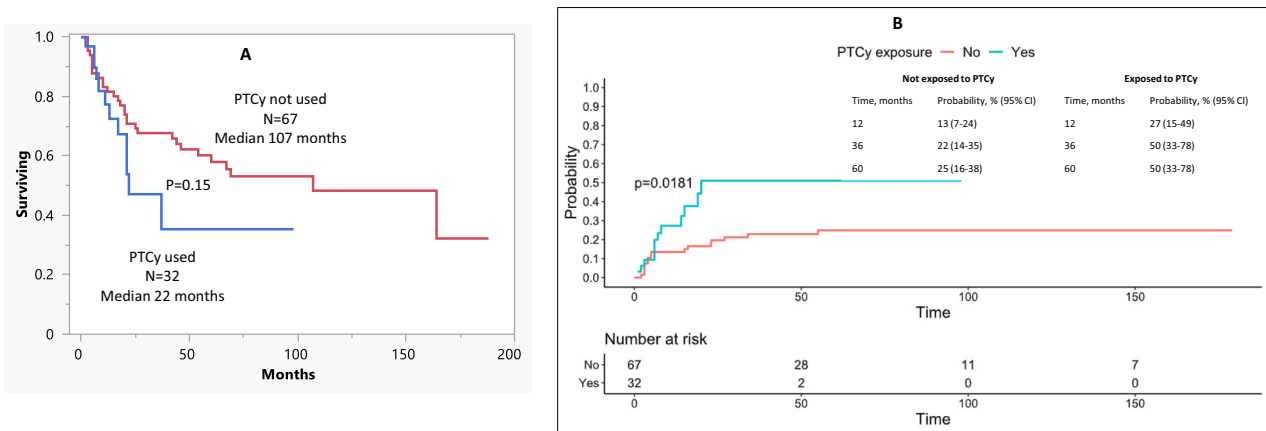 A
1.0
0.8
0.6
0.4
0.2
0
Surviving
PTCy not used
N=67
Median 107 months
P=0.15
PTCy used
N=32
Median 22 months
0 50 100 150 200
Months
B
PTCy exposure No Yes
Not exposed to PTCy Exposed to PTCy
Time, months Probability, % (95% CI) Time, months Probability, % (95% CI)
12 13 (7-24) 12 27 (15-49)
36 22 (14-35) 36 50 (33-78)
60 25 (16-38) 60 50 (33-78)
1.0
0.9
0.8
0.7
0.6
0.5
0.4
0.3
0.2
0.1
0.0
Probability
p=0.0181
0 50 100 150
Time
Number at risk
No 67 28 11 7
Yes 32 2 0 0
0 50 100 150
Time